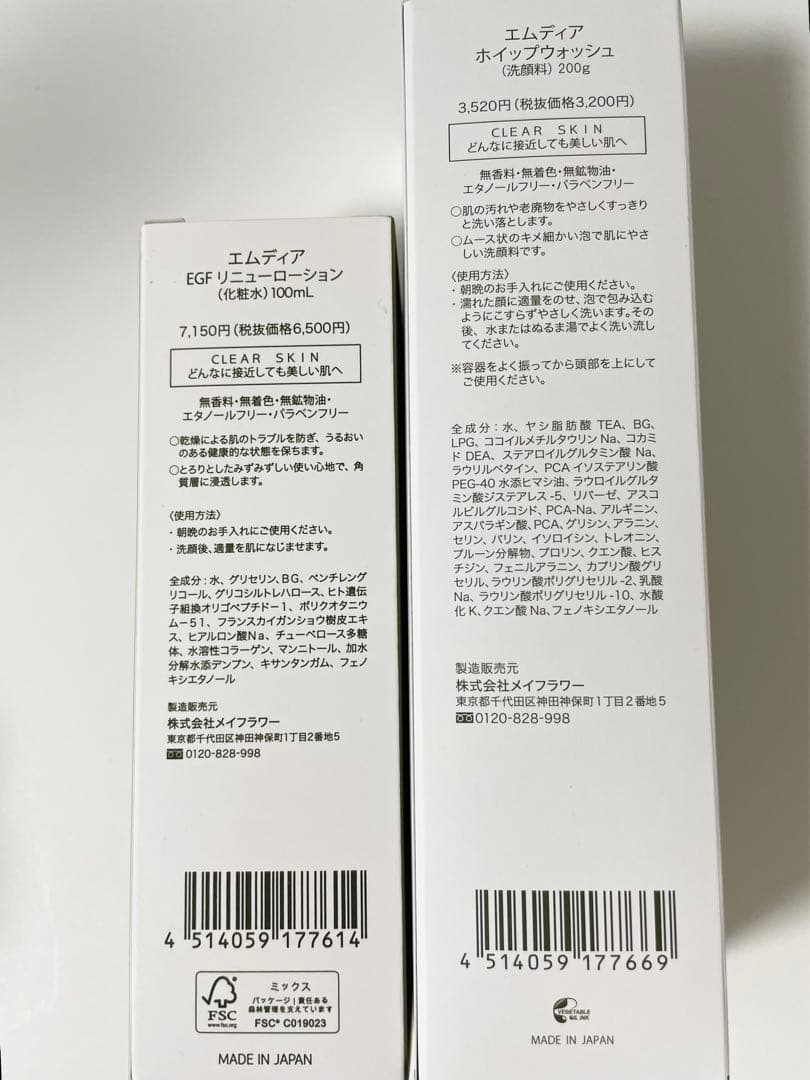 エムディア
EGF リニューローション
（化粧水）100mL
7,150円（税抜価格6,500円）
CLEAR SKIN
どんなに接近しても美しい肌へ
無香料・無着色・無鉱物油・
エタノールフリー・パラベンフリー
○乾燥による肌のトラブルを防ぎ、うるおい
のある健康的な状態を保ちます。
○とろりとしたみずみずしい使い心地で、角
質層に浸透します。
〈使用方法〉
・朝晩のお手入れにご使用ください。
・洗顔後、適量を肌になじませます。
全成分：水、グリセリン、BG、ペンチレング
リコール、グリコシルトレハロース、ヒト遺伝
子組換オリゴペプチド－1、ポリクオタニウ
ム－51、フランスカイガンショウ樹皮エキ
ス、ヒアルロン酸Na、チューベロース多糖
体、水溶性コラーゲン、マンニトール、加水
分解水添デンプン、キサンタンガム、フェノ
キシエタノール
製造販売元
株式会社メイフラワー
東京都千代田区神田神保町1丁目2番地5
0120-828-998
4 514059 177614
FSC
www.fsc.org
ミックス
パッケージ｜責任ある
森林管理を支えています
FSC® C019023
MADE IN JAPAN
エムディア
ホイップウォッシュ
（洗顔料）200g
3,520円（税抜価格3,200円）
CLEAR SKIN
どんなに接近しても美しい肌へ
無香料・無着色・無鉱物油・
エタノールフリー・パラベンフリー
○肌の汚れや老廃物をやさしくすっきり
と洗い落とします。
○ムース状のキメ細かい泡で肌にやさ
しい洗顔料です。
〈使用方法〉
・朝晩のお手入れにご使用ください。
・濡れた顔に適量をのせ、泡で包み込む
ようにこすらずやさしく洗います。その
後、水またはぬるま湯でよく洗い流し
てください。
※容器をよく振ってから頭部を上にして
ご使用ください。
全成分：水、ヤシ脂肪酸 TEA、BG、
LPG、ココイルメチルタウリン Na、コカミ
ド DEA、ステアロイルグルタミン酸 Na、
ラウリルベタイン、PCA イソステアリン酸
PEG-40 水添ヒマシ油、ラウロイルグルタ
ミン酸ジステアレス -5、リパーゼ、アスコ
ルビルグルコシド、PCA-Na、アルギニン、
アスパラギン酸、PCA、グリシン、アラニン、
セリン、バリン、イソロイシン、トレオニン、
プルーン分解物、プロリン、クエン酸、ヒス
チジン、フェニルアラニン、カプリン酸グリ
セリル、ラウリン酸ポリグリセリル -2、乳酸
Na、ラウリン酸ポリグリセリル -10、水酸
化 K、クエン酸 Na、フェノキシエタノール
製造販売元
株式会社メイフラワー
東京都千代田区神田神保町1丁目2番地5
0120-828-998
4 514059 177669
VEGETABLE
OIL INK
MADE IN JAPAN